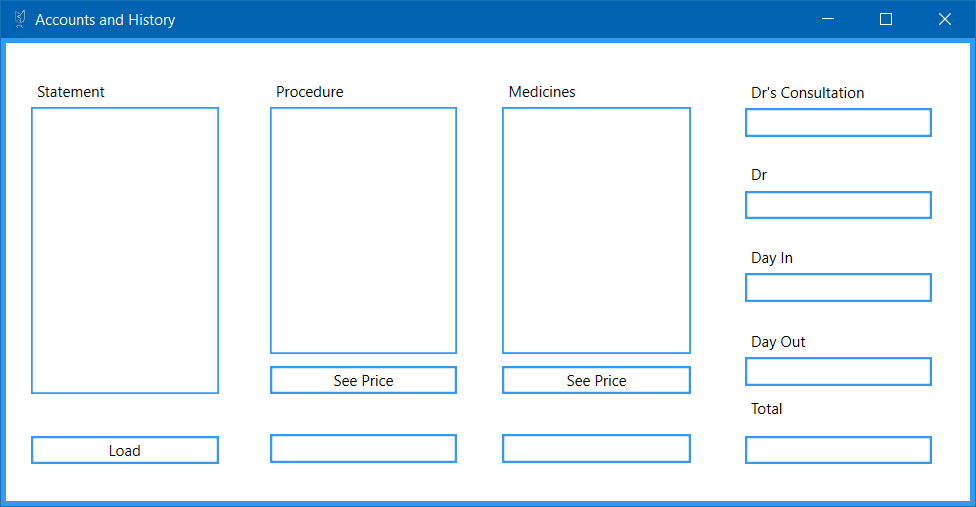 Accounts and History
Statement
Procedure
Medicines
Dr's Consultation
Dr
Day In
Day Out
See Price
See Price
Total
Load